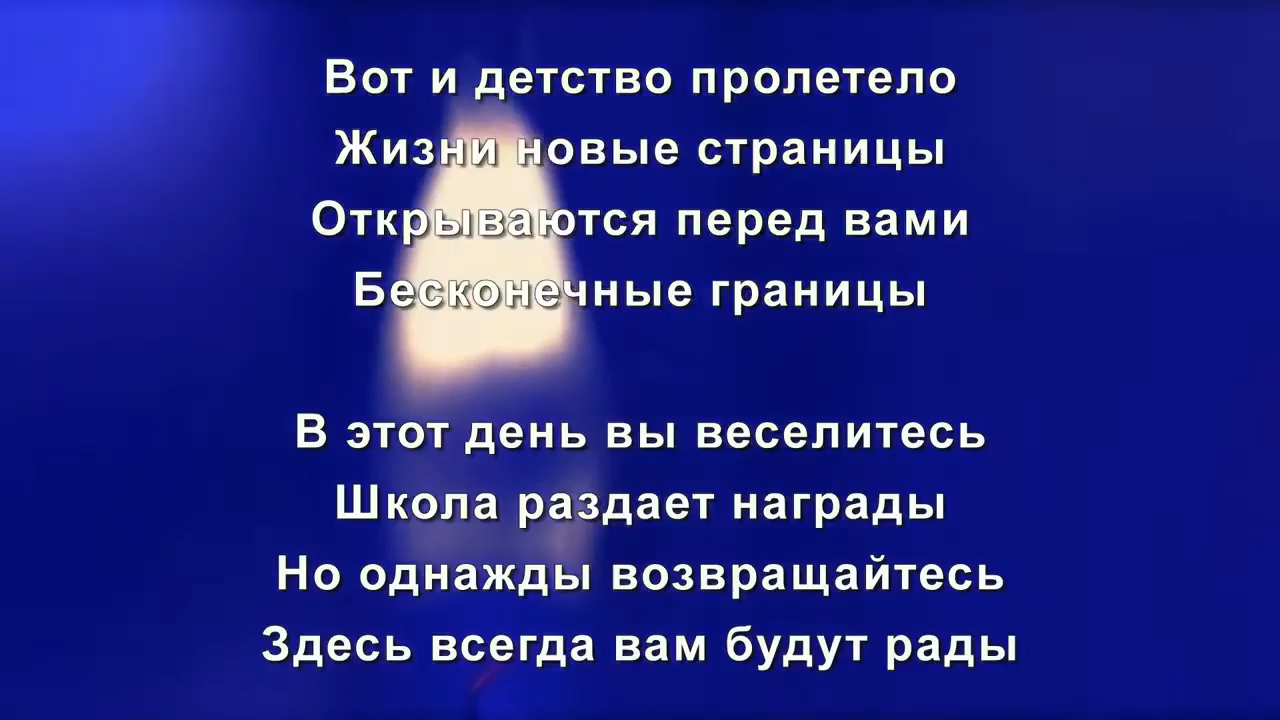 Вот и детство пролетело
Жизни новые страницы
Открываются перед вами
Бесконечные границы
В этот день вы веселитесь
Школа раздает награды
Но однажды возвращайтесь
Здесь всегда вам будут рады